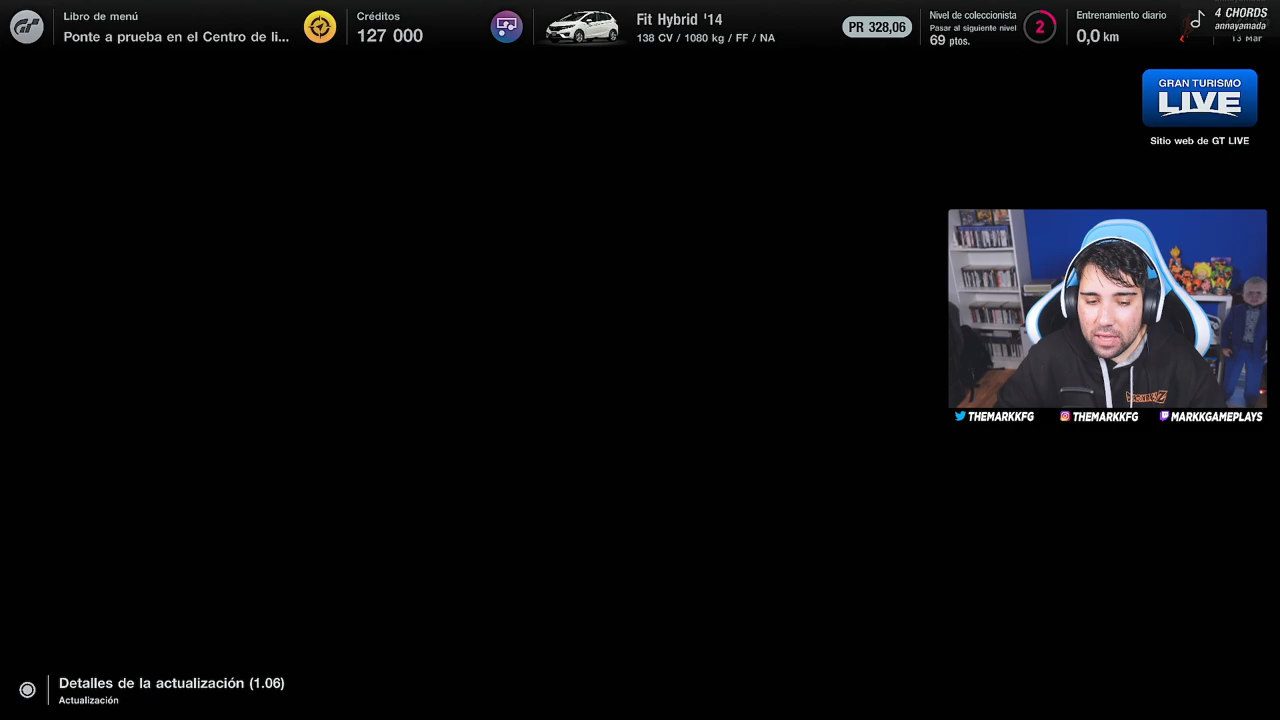 Libro de menú
Ponte a prueba en el Centro de li...
Créditos
127 000
Fit Hybrid '14
138 CV / 1080 kg / FF / NA
PR 328,06
Nivel de coleccionista
Pasar al siguiente nivel
69 ptos.
2
Entrenamiento diario
0,0 km
4 CHORDS
annayamada
13 Mar
GRAN TURISMO
LIVE
Sitio web de GT LIVE
THEMARKKFG
THEMARKKFG
MARKKGAMEPLAYS
Detalles de la actualización (1.06)
Actualización